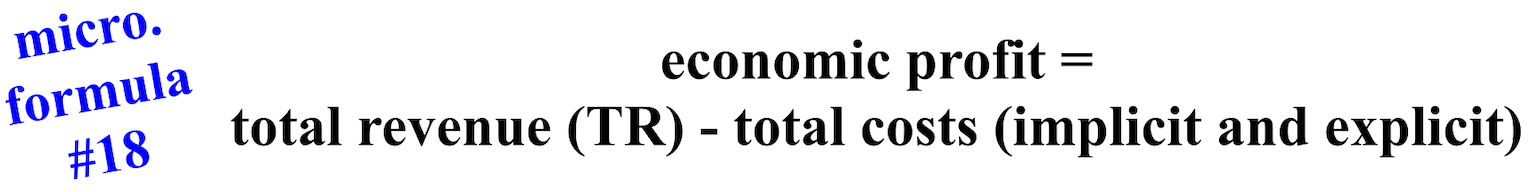 micro.
formula
#18
economic profit =
total revenue (TR) - total costs (implicit and explicit)